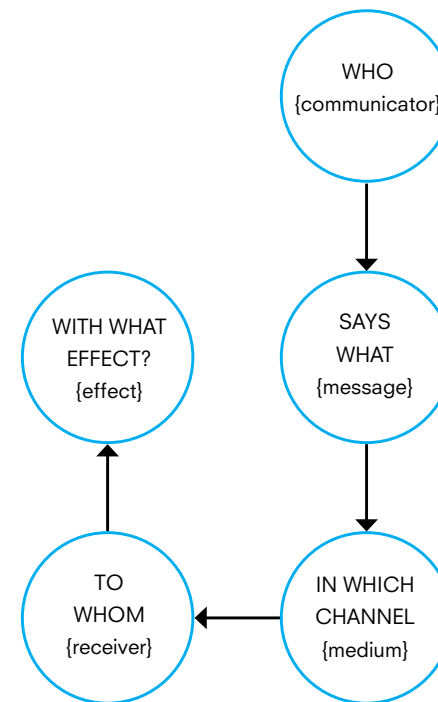 WHO
{communicator}
SAYS
WHAT
{message}
IN WHICH
CHANNEL
{medium}
TO
WHOM
{receiver}
WITH WHAT
EFFECT?
{effect}